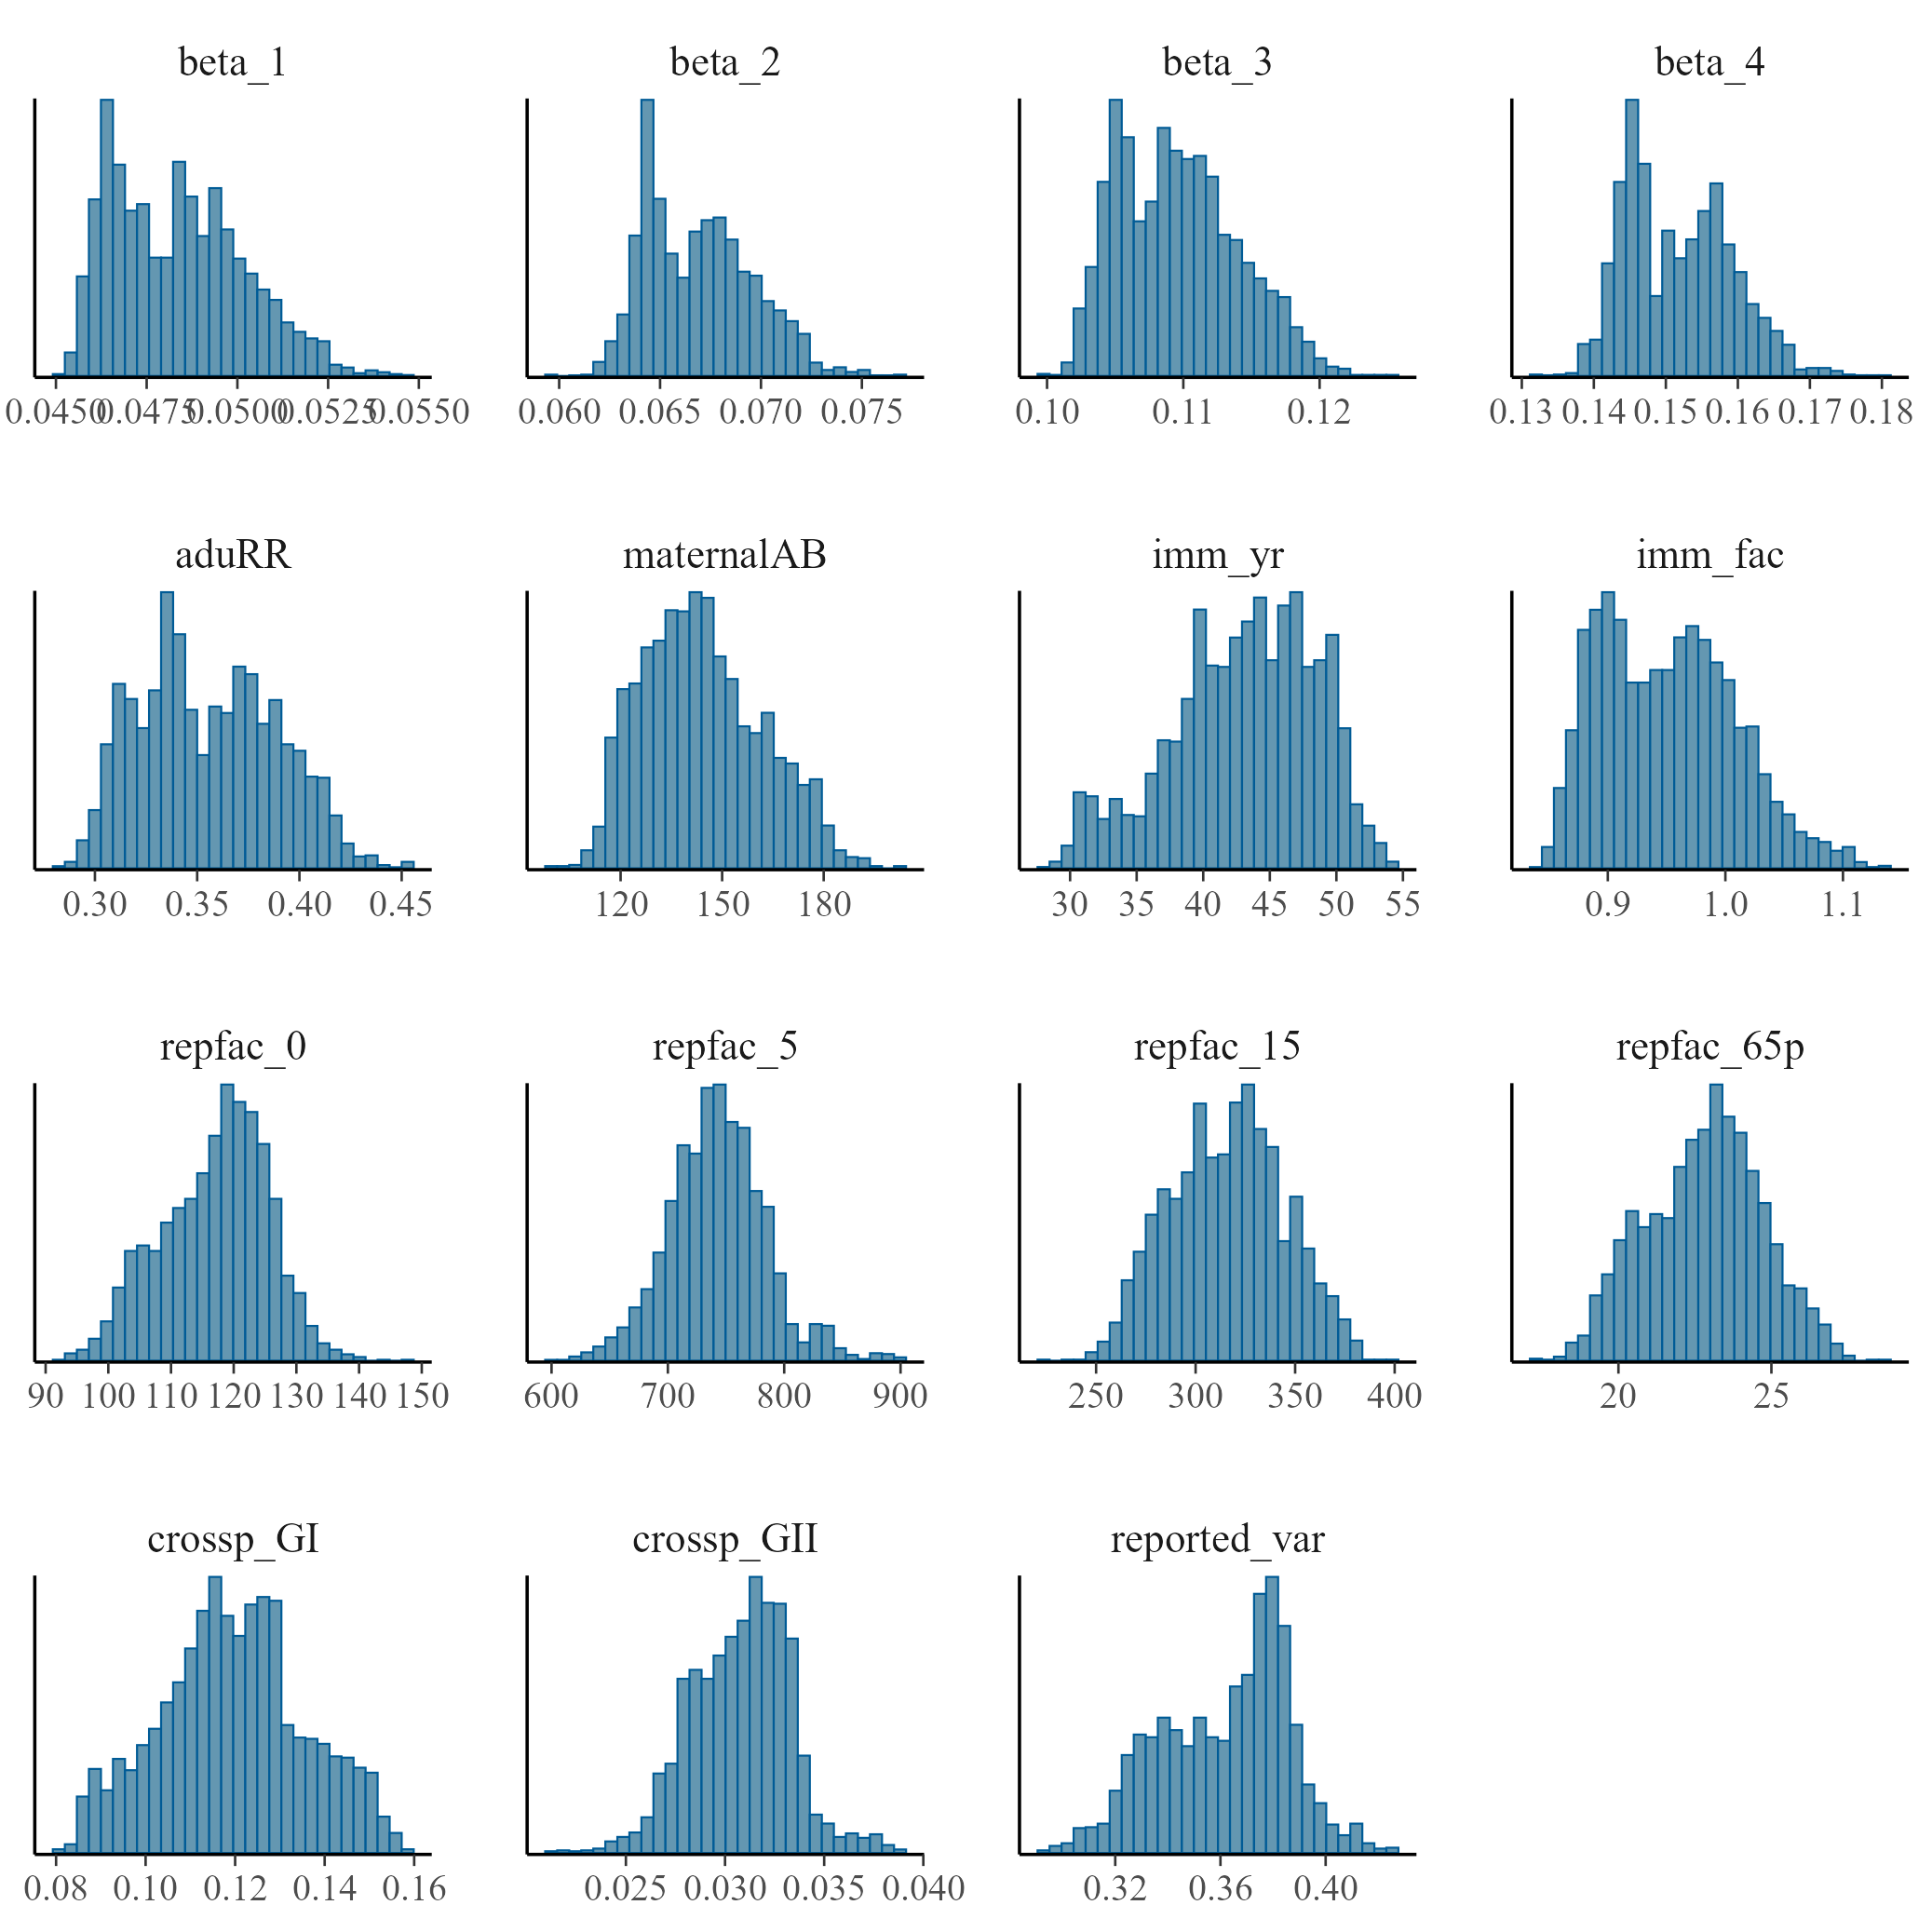 beta_1 beta_2 beta_3 beta_4
0.0450 0.0475 0.0500 0.0525 0.0550 0.060 0.065 0.070 0.075 0.10 0.11 0.12 0.13 0.14 0.15 0.16 0.17 0.18
aduRR maternalAB imm_yr imm_fac
0.30 0.35 0.40 0.45 120 150 180 30 35 40 45 50 55 0.9 1.0 1.1
repfac_0 repfac_5 repfac_15 repfac_65p
90 100 110 120 130 140 150 600 700 800 900 250 300 350 400 20 25
crossp_GI crossp_GII reported_var
0.08 0.10 0.12 0.14 0.16 0.025 0.030 0.035 0.040 0.32 0.36 0.40